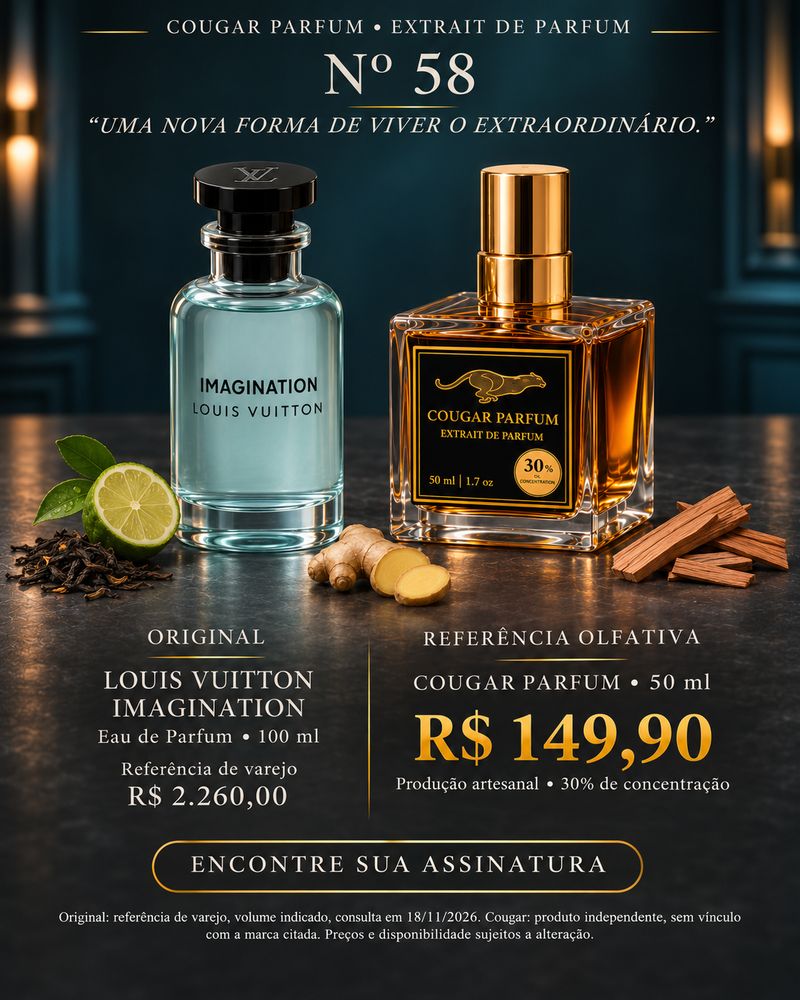 COUGAR PARFUM • EXTRAIT DE PARFUM
Nº 58
“UMA NOVA FORMA DE VIVER O EXTRAORDINÁRIO.”
LV
IMAGINATION
LOUIS VUITTON
COUGAR PARFUM
EXTRAIT DE PARFUM
30%
OIL
CONCENTRATION
50 ml | 1.7 oz
ORIGINAL
LOUIS VUITTON
IMAGINATION
Eau de Parfum • 100 ml
Referência de varejo
R$ 2.260,00
REFERÊNCIA OLFATIVA
COUGAR PARFUM • 50 ml
R$ 149,90
Produção artesanal • 30% de concentração
ENCONTRE SUA ASSINATURA
Original: referência de varejo, volume indicado, consulta em 18/11/2026. Cougar: produto independente, sem vínculo
com a marca citada. Preços e disponibilidade sujeitos a alteração.